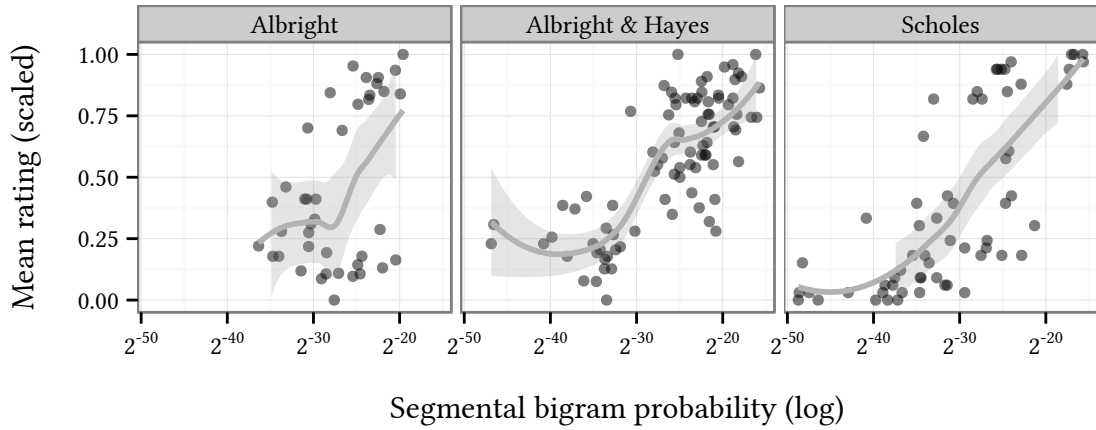 Albright Albright & Hayes Scholes
Mean rating (scaled)
1.00
0.75
0.50
0.25
0.00
2^-50 2^-40 2^-30 2^-20 2^-50 2^-40 2^-30 2^-20 2^-50 2^-40 2^-30 2^-20
Segmental bigram probability (log)